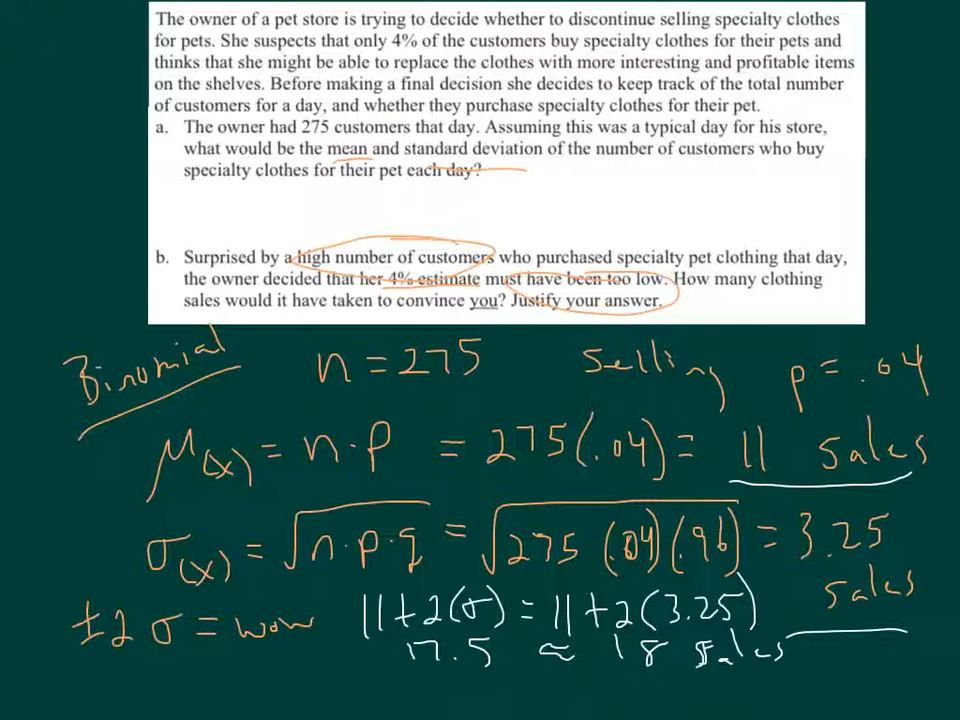 The owner of a pet store is trying to decide whether to discontinue selling specialty clothes
for pets. She suspects that only 4% of the customers buy specialty clothes for their pets and
thinks that she might be able to replace the clothes with more interesting and profitable items
on the shelves. Before making a final decision she decides to keep track of the total number
of customers for a day, and whether they purchase specialty clothes for their pet.
a. The owner had 275 customers that day. Assuming this was a typical day for his store,
what would be the mean and standard deviation of the number of customers who buy
specialty clothes for their pet each day?
b. Surprised by a high number of customers who purchased specialty pet clothing that day,
the owner decided that her 4% estimate must have been too low. How many clothing
sales would it have taken to convince you? Justify your answer.
Binomial n = 275 selling p = .04
μ(x) = n·p = 275(.04) = 11 sales
σ(x) = √n·p·q = √275 (.04)(.96) = 3.25
sales
±2σ = wow 11+2(σ) = 11+2(3.25)
17.5 ≈ 18 sales